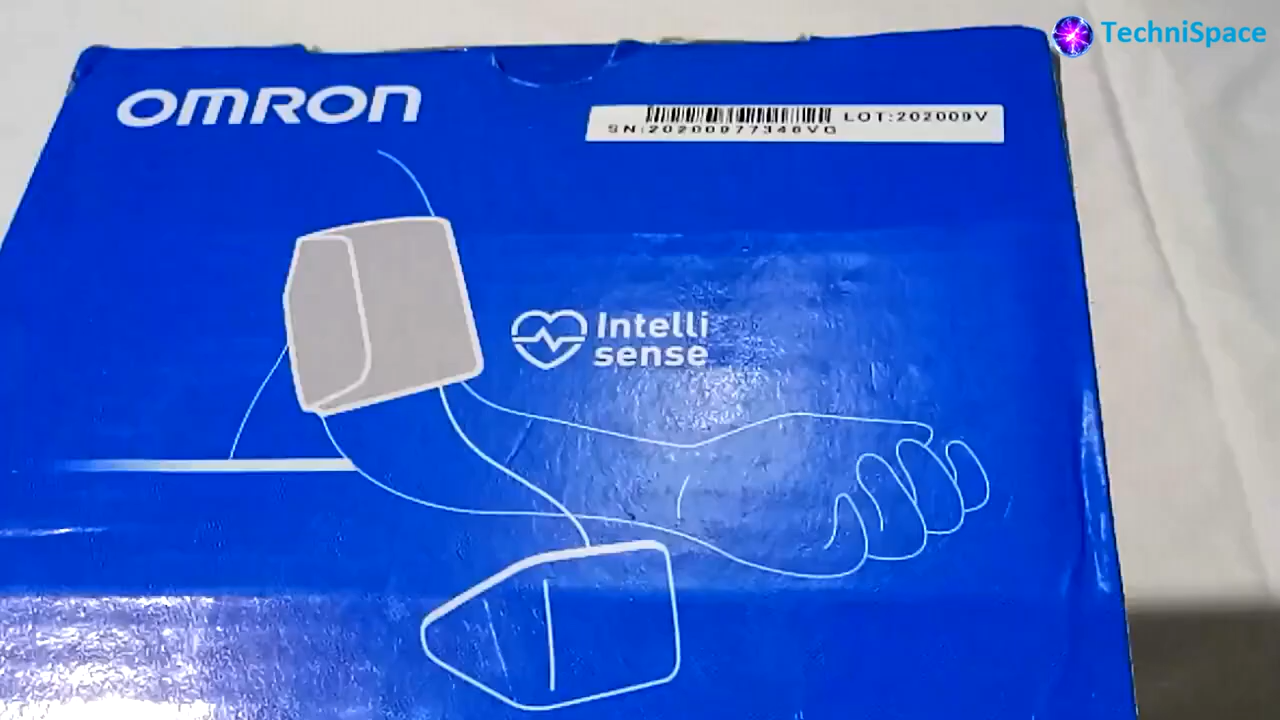 TechniSpace
OMRON
LOT:202009V
SN:20200977346VG
Intelli
sense